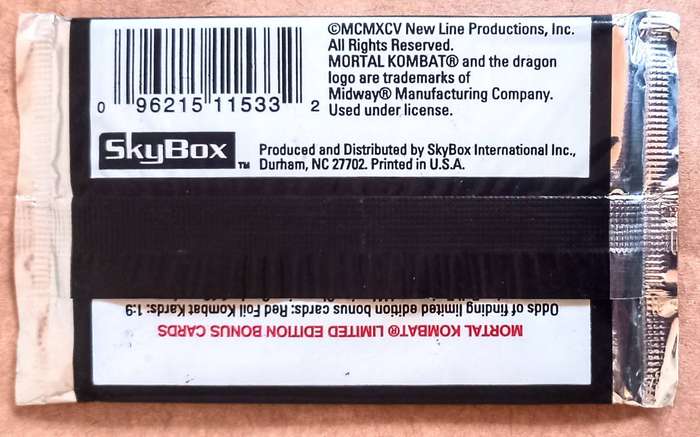 ©MCMXCV New Line Productions, Inc.
All Rights Reserved.
MORTAL KOMBAT® and the dragon
logo are trademarks of
Midway® Manufacturing Company.
Used under license.
0 96215 11533 2
SkyBox™
Produced and Distributed by SkyBox International Inc.,
Durham, NC 27702. Printed in U.S.A.
MORTAL KOMBAT® LIMITED EDITION BONUS CARDS
Odds of finding limited edition bonus cards: Red Foil Kombat Kards: 1:9